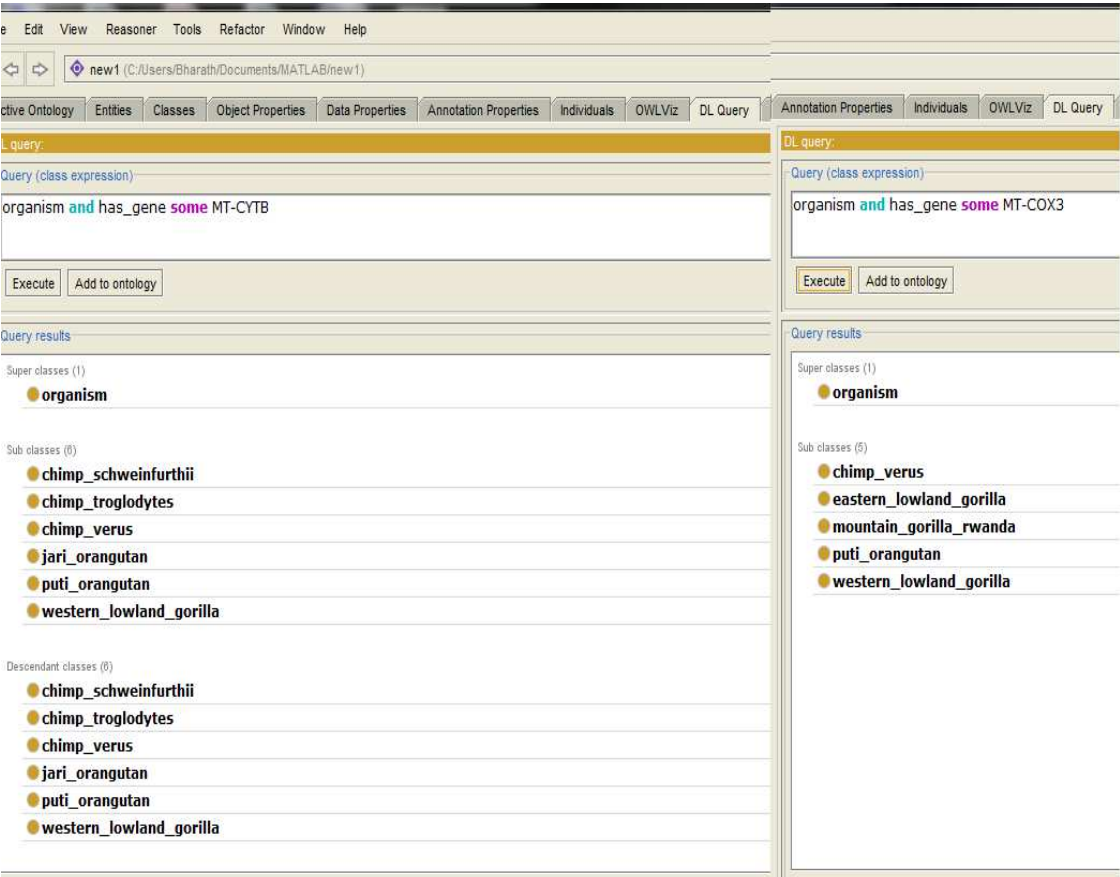 e Edit View Reasoner Tools Refactor Window Help
new1 (C:/Users/Bharath/Documents/MATLAB/new1)
ctive Ontology Entities Classes Object Properties Data Properties Annotation Properties Individuals OWLViz DL Query
L query:
Query (class expression)
organism and has_gene some MT-CYTB
Execute Add to ontology
Query results
Super classes (1)
organism
Sub classes (6)
chimp_schweinfurthii
chimp_troglodytes
chimp_verus
jari_orangutan
puti_orangutan
western_lowland_gorilla
Descendant classes (6)
chimp_schweinfurthii
chimp_troglodytes
chimp_verus
jari_orangutan
puti_orangutan
western_lowland_gorilla
Annotation Properties Individuals OWLViz DL Query
DL query:
Query (class expression)
organism and has_gene some MT-COX3
Execute Add to ontology
Query results
Super classes (1)
organism
Sub classes (5)
chimp_verus
eastern_lowland_gorilla
mountain_gorilla_rwanda
puti_orangutan
western_lowland_gorilla